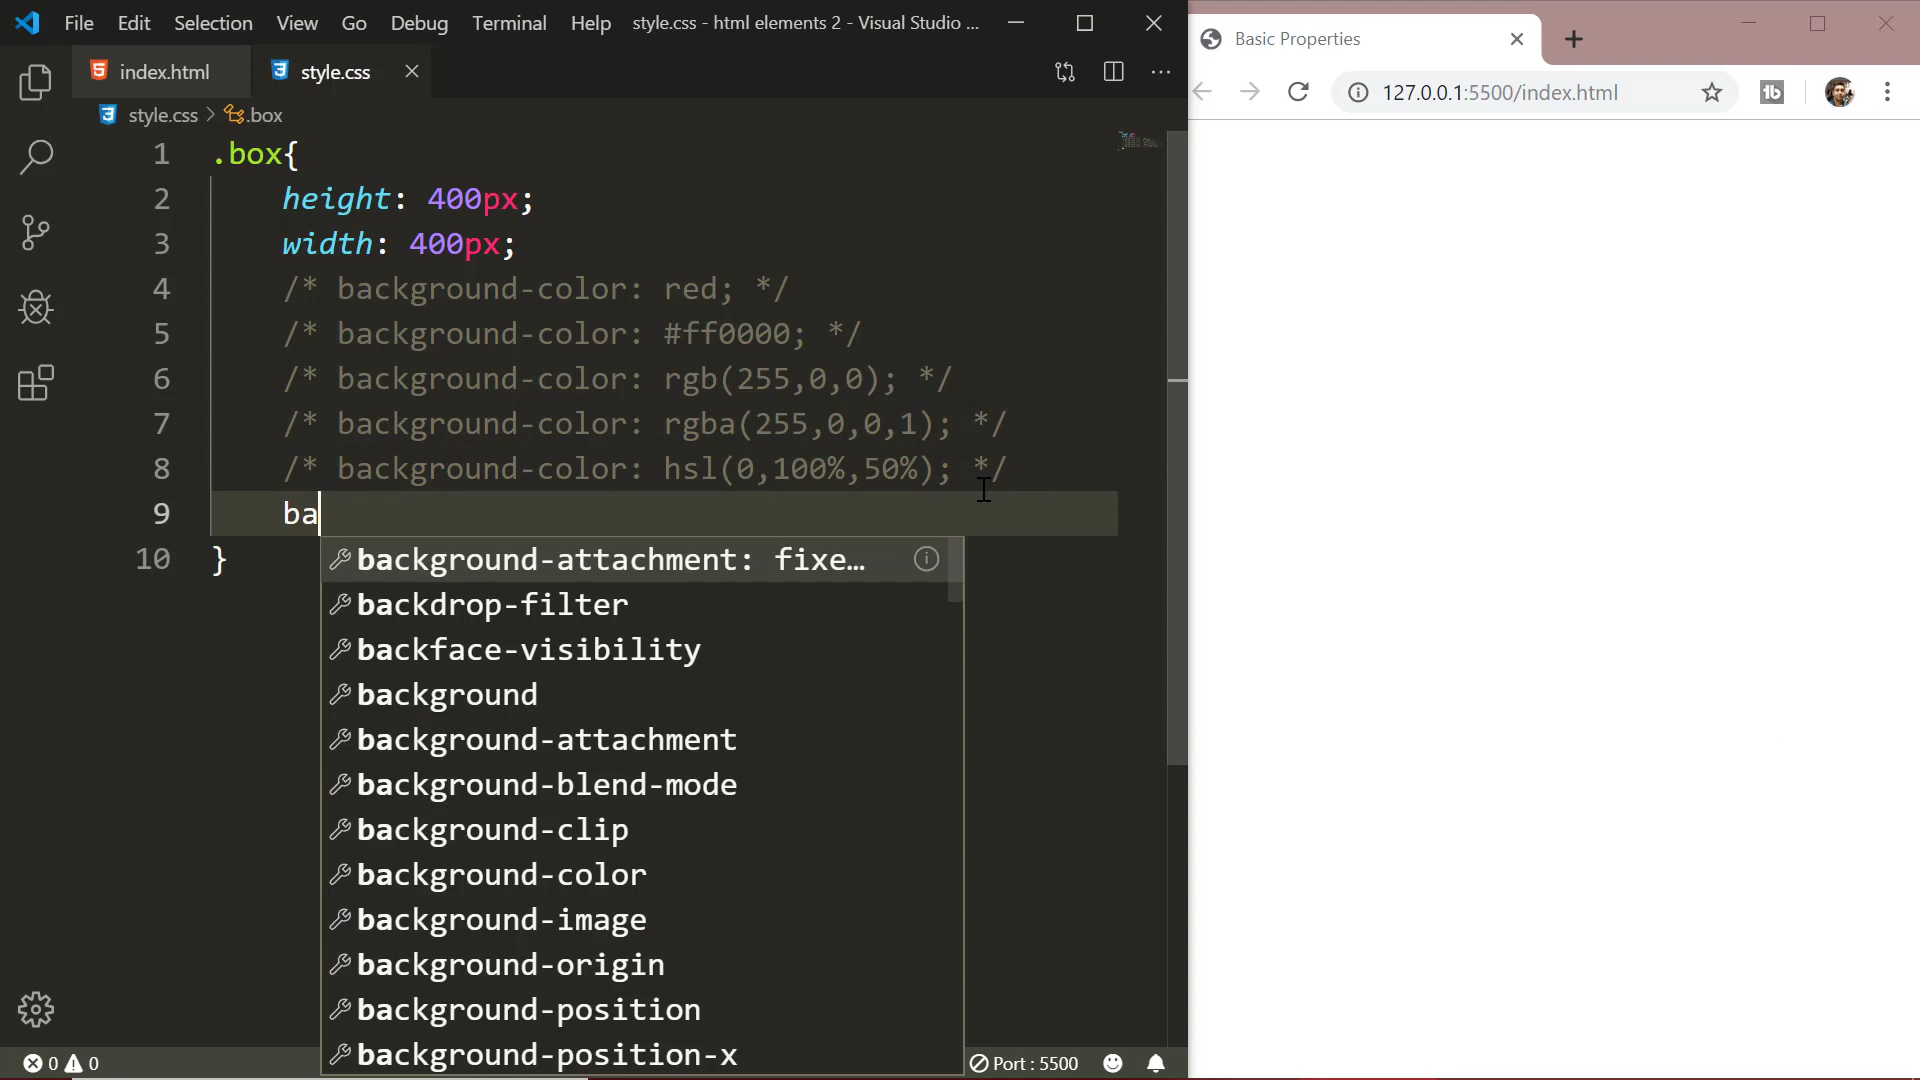 File Edit Selection View Go Debug Terminal Help style.css - html elements 2 - Visual Studio ...
index.html style.css
style.css > .box
1 .box{
2 height: 400px;
3 width: 400px;
4 /* background-color: red; */
5 /* background-color: #ff0000; */
6 /* background-color: rgb(255,0,0); */
7 /* background-color: rgba(255,0,0,1); */
8 /* background-color: hsl(0,100%,50%); */
9 ba
10 }
background-attachment: fixe…
backdrop-filter
backface-visibility
background
background-attachment
background-blend-mode
background-clip
background-color
background-image
background-origin
background-position
background-position-x
0 0 Port : 5500
Basic Properties
127.0.0.1:5500/index.html